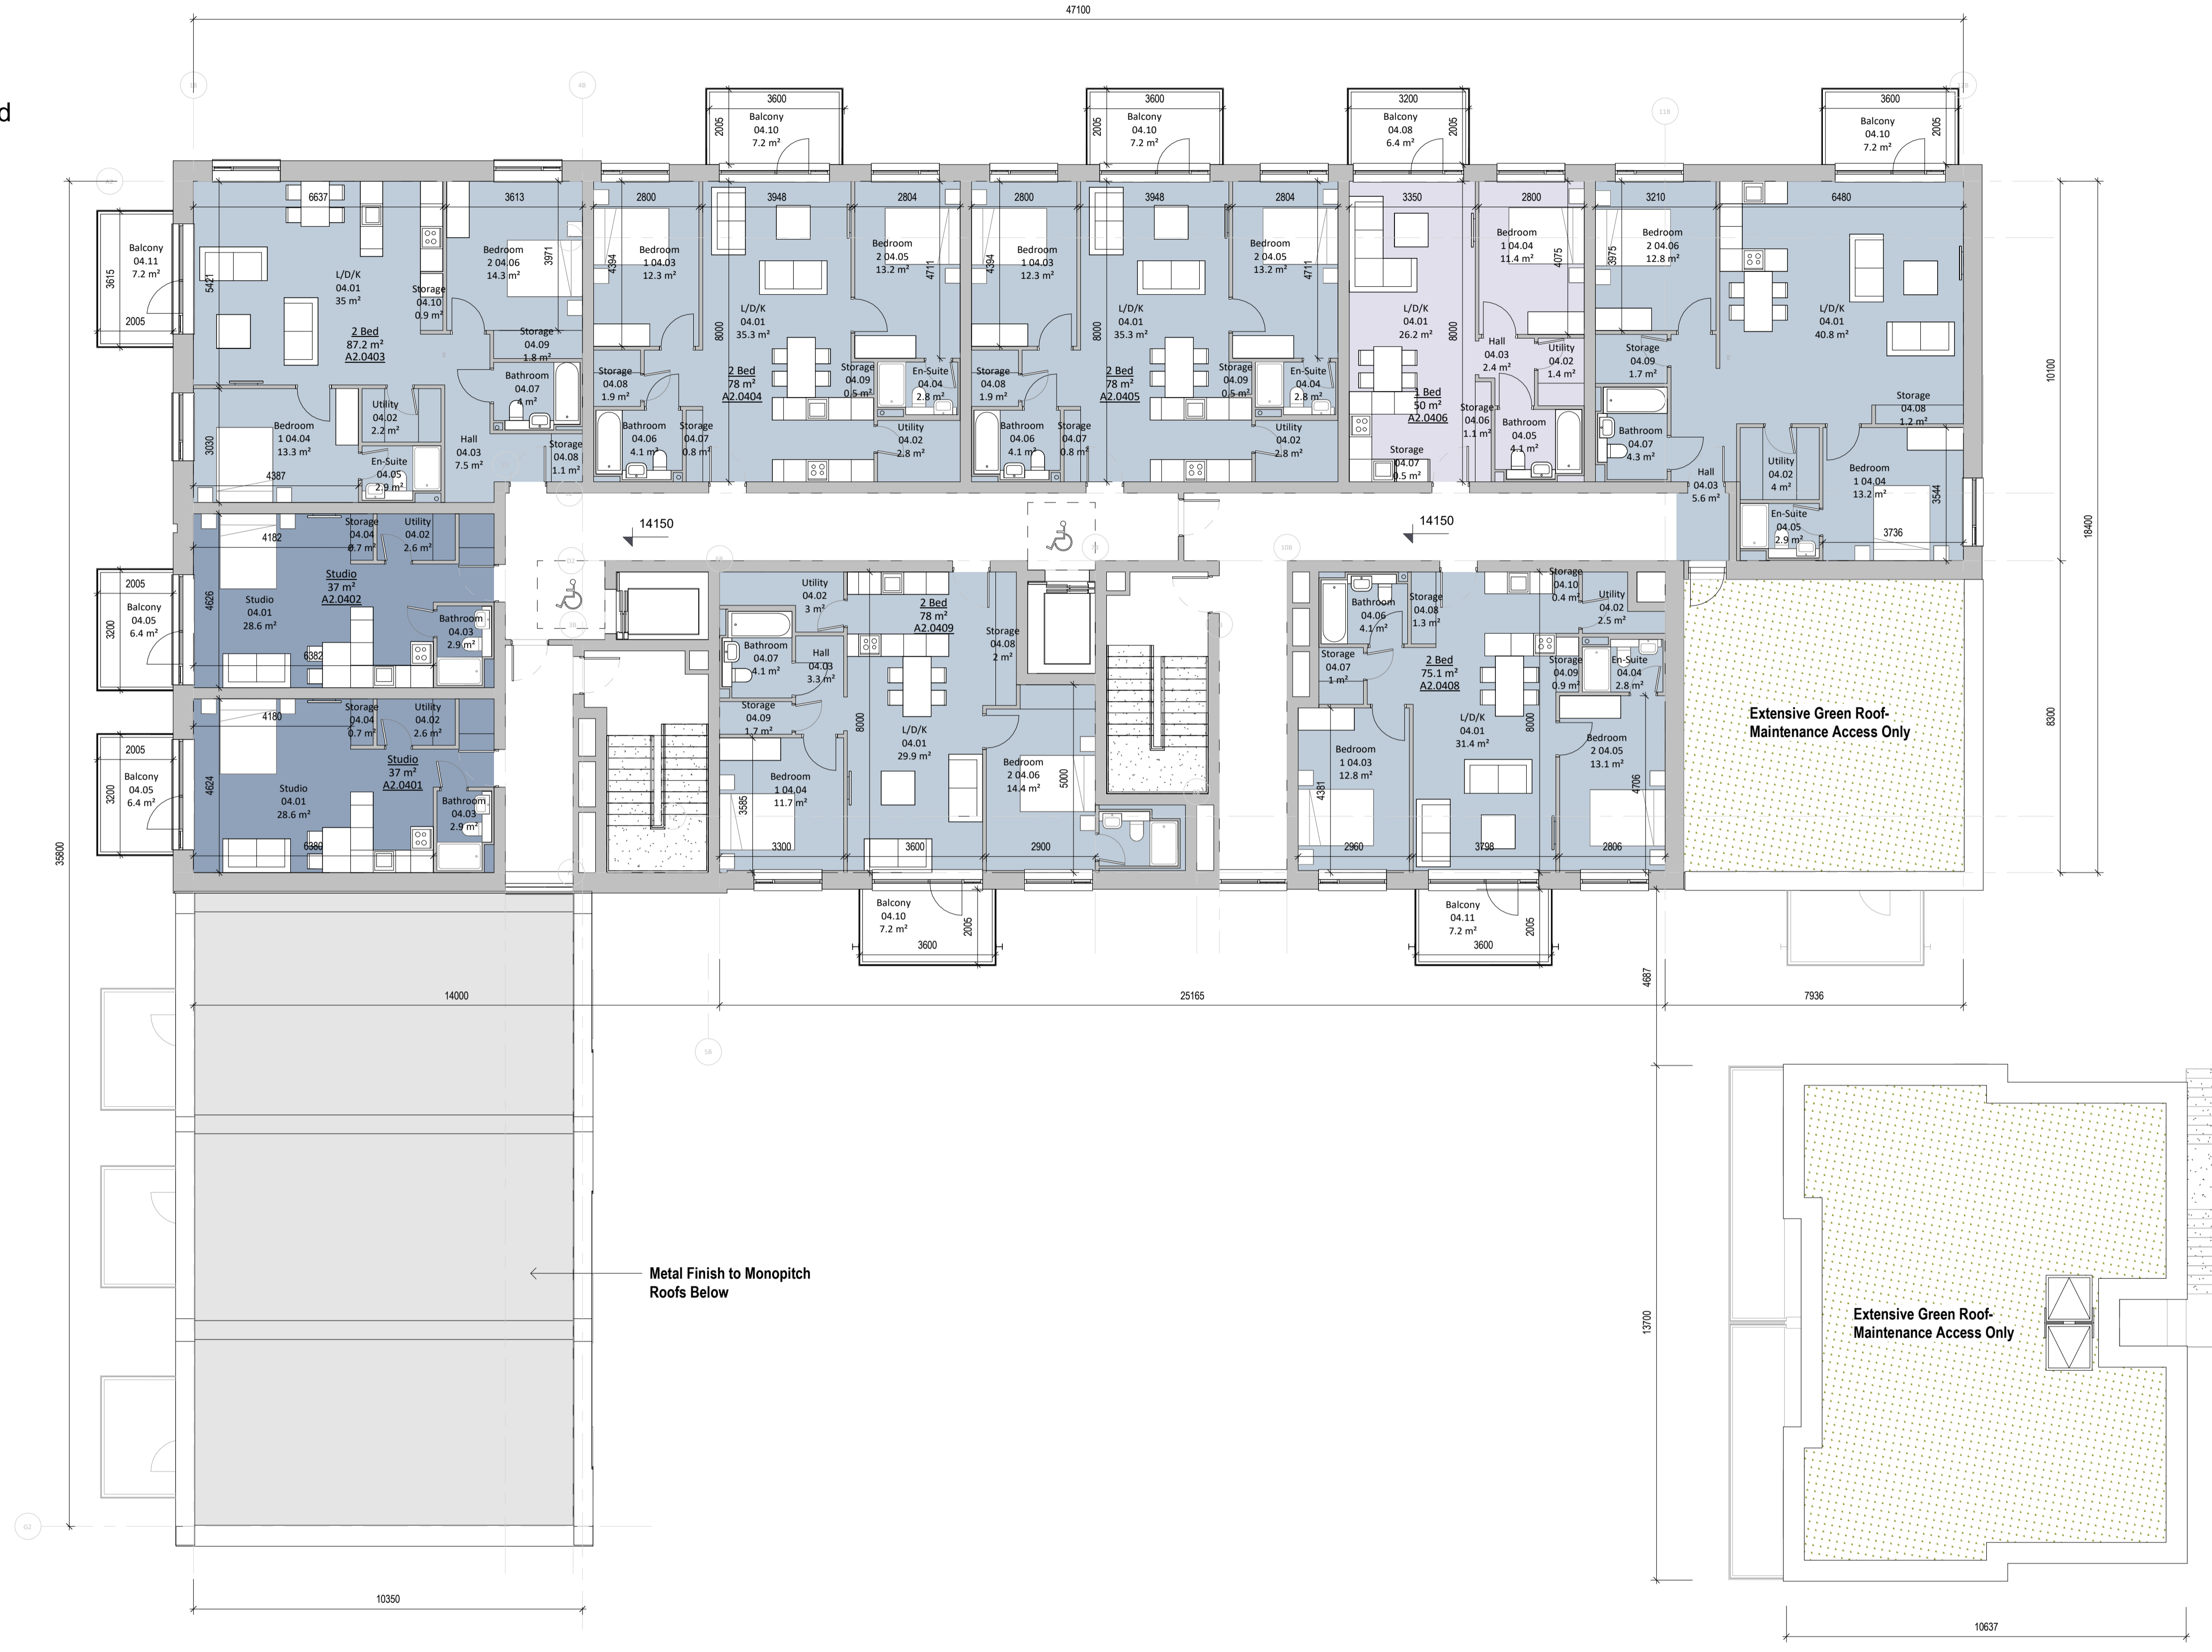 47100
d
1B
4B
11B
12B
3600
2005
Balcony
04.10
7.2 m²
3600
2005
Balcony
04.10
7.2 m²
3200
2005
Balcony
04.08
6.4 m²
3600
2005
Balcony
04.10
7.2 m²
A2
Balcony
04.11
7.2 m²
3615
2005
6637
5421
L/D/K
04.01
35 m²
2 Bed
87.2 m²
A2.0403
Storage
04.10
0.9 m²
3613
3971
Bedroom
2 04.06
14.3 m²
Storage
04.09
1.8 m²
Bathroom
04.07
4 m²
Utility
04.02
2.2 m²
Hall
04.03
7.5 m²
Storage
04.08
1.1 m²
Bedroom
1 04.04
13.3 m²
3030
4387
En-Suite
04.05
2.9 m²
2800
4394
Bedroom
1 04.03
12.3 m²
3948
L/D/K
04.01
35.3 m²
8000
2804
Bedroom
2 04.05
13.2 m²
4711
Storage
04.08
1.9 m²
2 Bed
78 m²
A2.0404
Storage
04.09
0.5 m²
En-Suite
04.04
2.8 m²
Bathroom
04.06
4.1 m²
Storage
04.07
0.8 m²
Utility
04.02
2.8 m²
2800
4394
Bedroom
1 04.03
12.3 m²
3948
L/D/K
04.01
35.3 m²
8000
2804
Bedroom
2 04.05
13.2 m²
4711
Storage
04.08
1.9 m²
2 Bed
78 m²
A2.0405
Storage
04.09
0.5 m²
En-Suite
04.04
2.8 m²
Bathroom
04.06
4.1 m²
Storage
04.07
0.8 m²
Utility
04.02
2.8 m²
3350
L/D/K
04.01
26.2 m²
8000
2800
Bedroom
1 04.04
11.4 m²
4075
Hall
04.03
2.4 m²
Utility
04.02
1.4 m²
1 Bed
50 m²
A2.0406
Storage
04.06
1.1 m²
Bathroom
04.05
4.1 m²
Storage
04.07
0.5 m²
3210
3975
Bedroom
2 04.06
12.8 m²
6480
L/D/K
04.01
40.8 m²
Storage
04.09
1.7 m²
Storage
04.08
1.2 m²
Bathroom
04.07
4.3 m²
Hall
04.03
5.6 m²
Utility
04.02
4 m²
Bedroom
1 04.04
13.2 m²
3544
3736
En-Suite
04.05
2.9 m²
10100
18400
8300
14150
14150
10B
4182
Storage
04.04
0.7 m²
Utility
04.02
2.6 m²
Studio
37 m²
A2.0402
Studio
04.01
28.6 m²
4626
6382
Bathroom
04.03
2.9 m²
2005
Balcony
04.05
6.4 m²
3200
4180
Storage
04.04
0.7 m²
Utility
04.02
2.6 m²
Studio
37 m²
A2.0401
Studio
04.01
28.6 m²
4624
6380
Bathroom
04.03
2.9 m²
2005
Balcony
04.05
6.4 m²
3200
Utility
04.02
3 m²
2 Bed
78 m²
A2.0409
Storage
04.08
2 m²
Bathroom
04.07
4.1 m²
Hall
04.03
3.3 m²
Storage
04.09
1.7 m²
8000
L/D/K
04.01
29.9 m²
Bedroom
1 04.04
11.7 m²
3585
Bedroom
2 04.06
14.4 m²
5000
3300
3600
2900
Balcony
04.10
7.2 m²
2005
3600
Bathroom
04.06
4.1 m²
Storage
04.08
1.3 m²
Storage
04.10
0.4 m²
Utility
04.02
2.5 m²
Storage
04.07
1 m²
2 Bed
75.1 m²
A2.0408
Storage
04.09
0.9 m²
En-Suite
04.04
2.8 m²
8000
L/D/K
04.01
31.4 m²
Bedroom
1 04.03
12.8 m²
4381
Bedroom
2 04.05
13.1 m²
4706
2960
3798
2806
Balcony
04.11
7.2 m²
2005
3600
Extensive Green Roof-
Maintenance Access Only
35800
14000
25165
7936
4687
5B
Metal Finish to Monopitch
Roofs Below
13700
Extensive Green Roof-
Maintenance Access Only
G2
10350
10637